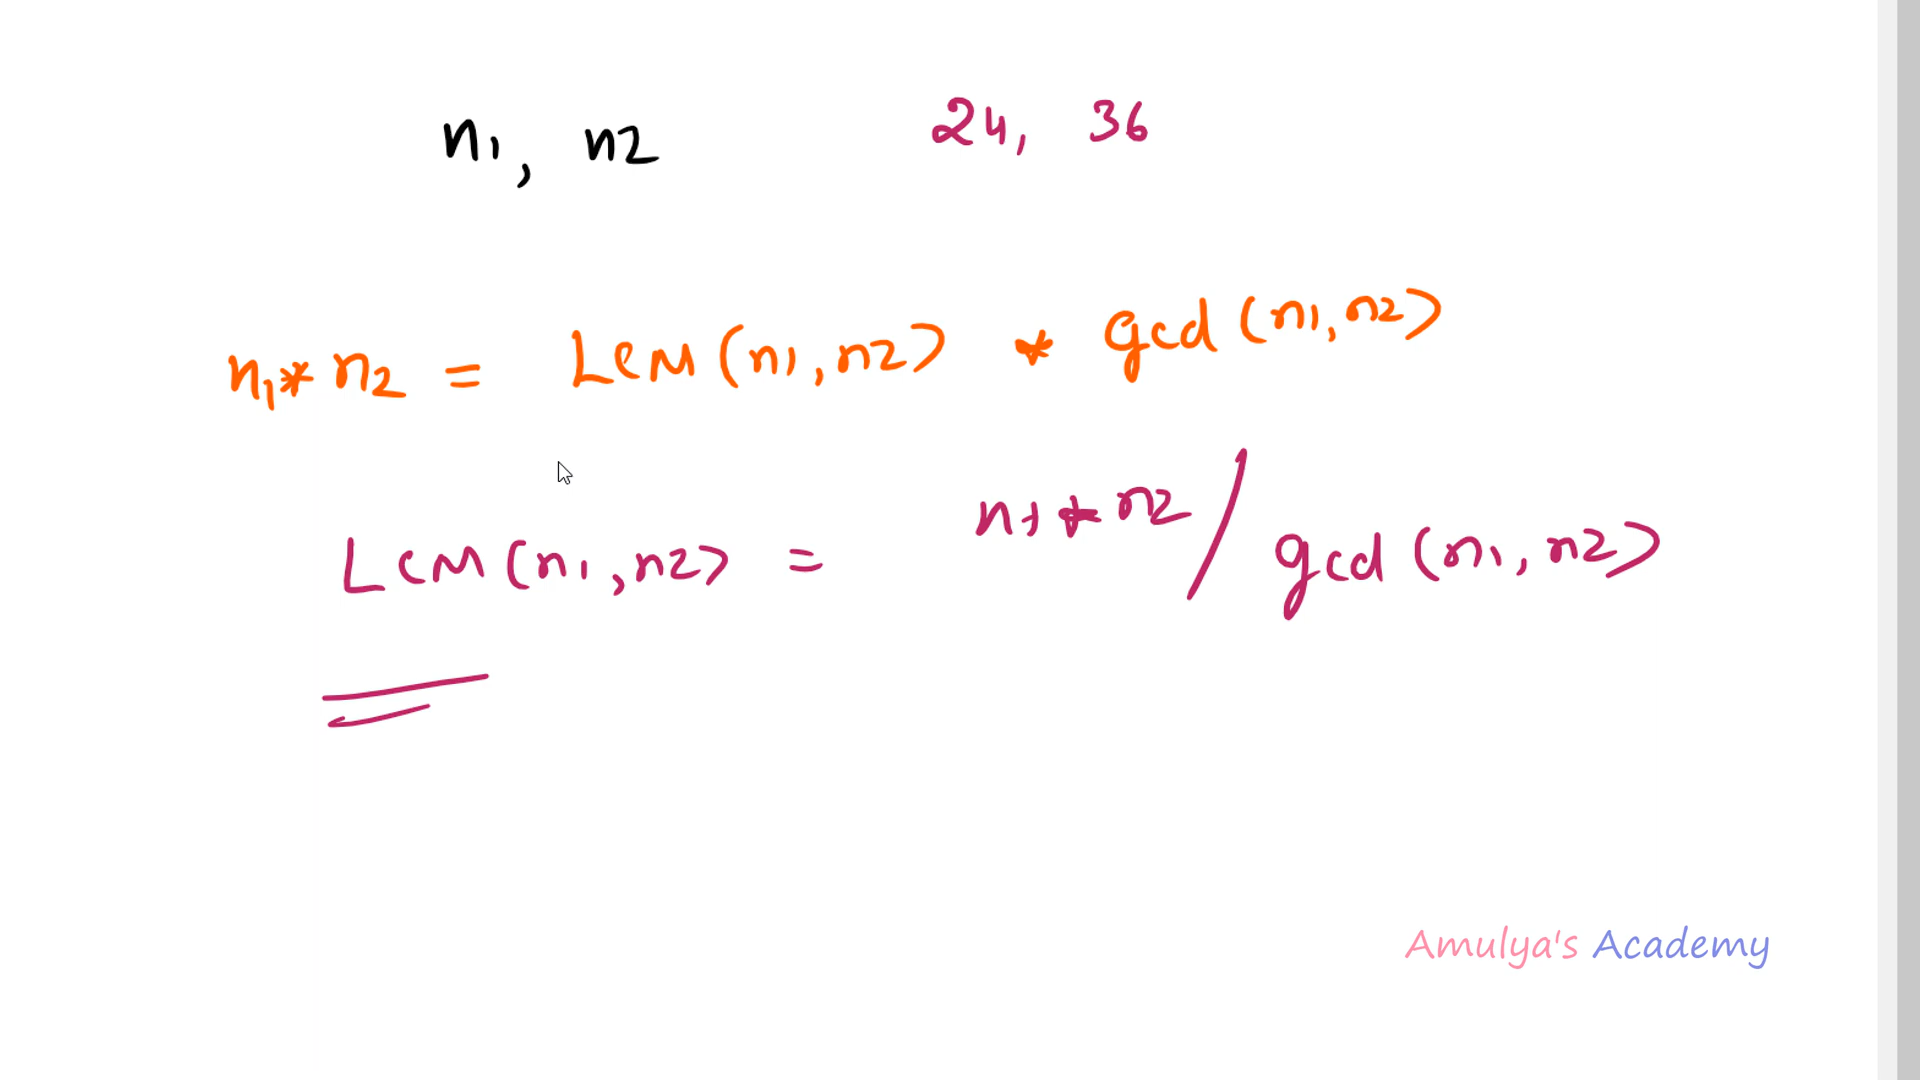 n1, n2 24, 36
n1*n2 = LCM (n1, n2) * gcd (n1, n2)
LCM (n1, n2) = n1 * n2 / gcd (n1, n2)
Amulya's Academy